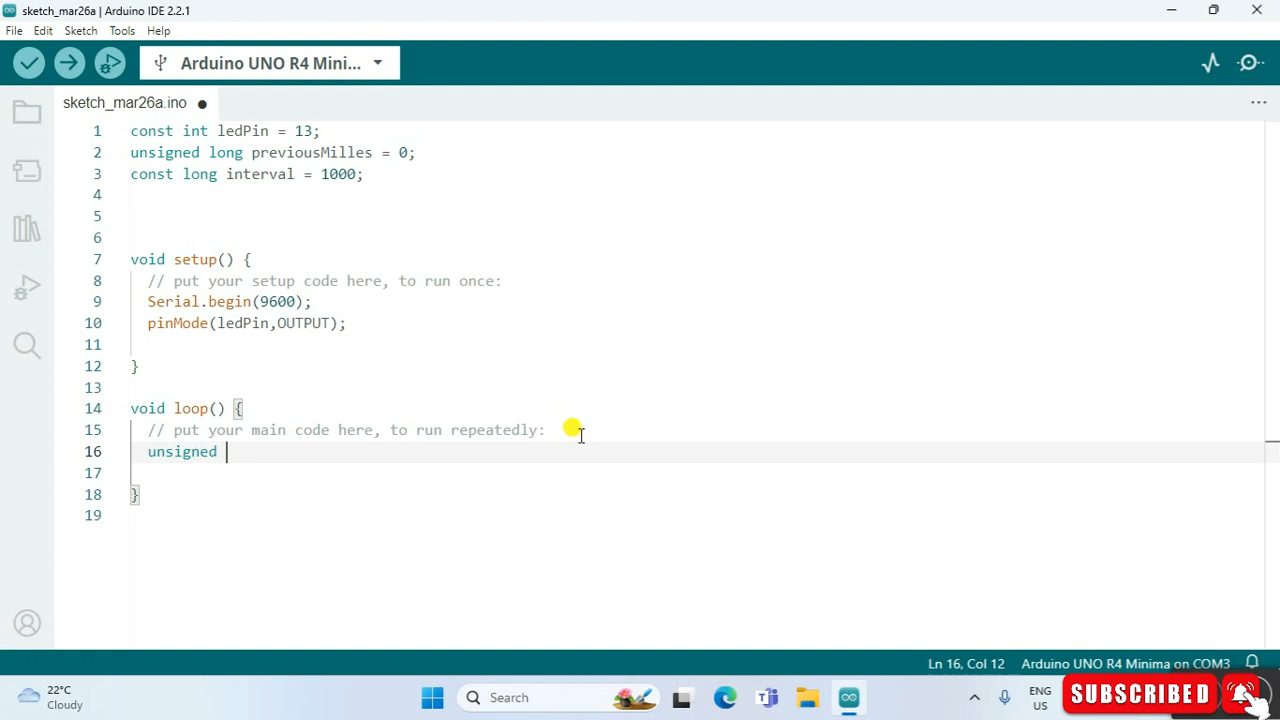 sketch_mar26a | Arduino IDE 2.2.1
File Edit Sketch Tools Help
Arduino UNO R4 Mini...
sketch_mar26a.ino
1 const int ledPin = 13;
2 unsigned long previousMilles = 0;
3 const long interval = 1000;
4
5
6
7 void setup() {
8 // put your setup code here, to run once:
9 Serial.begin(9600);
10 pinMode(ledPin,OUTPUT);
11
12 }
13
14 void loop() {
15 // put your main code here, to run repeatedly:
16 unsigned
17
18 }
19
Ln 16, Col 12 Arduino UNO R4 Minima on COM3
22°C
Cloudy
Search
ENG
US
SUBSCRIBED